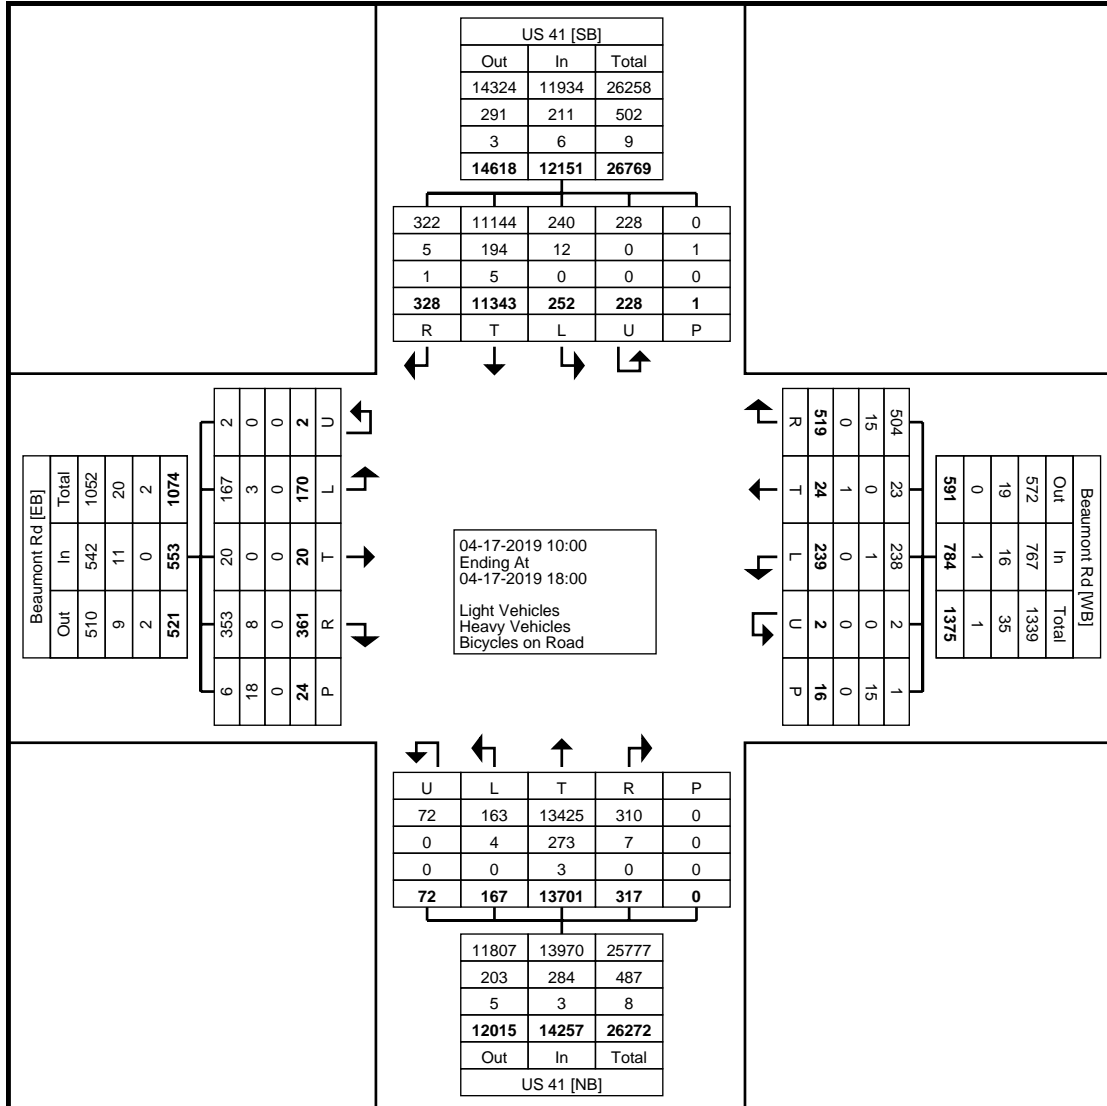 US 41 [SB]
Out In Total
14324 11934 26258
291 211 502
3 6 9
14618 12151 26769
322 11144 240 228 0
5 194 12 0 1
1 5 0 0 0
328 11343 252 228 1
R T L U P
Beaumont Rd [EB]
Total In Out
1052 542 510
20 11 9
2 0 2
1074 553 521
2 167 20 353 6
0 3 0 8 18
0 0 0 0 0
2 170 20 361 24
U L T R P
04-17-2019 10:00
Ending At
04-17-2019 18:00
Light Vehicles
Heavy Vehicles
Bicycles on Road
R T L U P
519 24 239 2 16
0 1 0 0 0
15 0 1 0 15
504 23 238 2 1
591 784 1375
0 1 1
19 16 35
572 767 1339
Out In Total
Beaumont Rd [WB]
U L T R P
72 163 13425 310 0
0 4 273 7 0
0 0 3 0 0
72 167 13701 317 0
11807 13970 25777
203 284 487
5 3 8
12015 14257 26272
Out In Total
US 41 [NB]